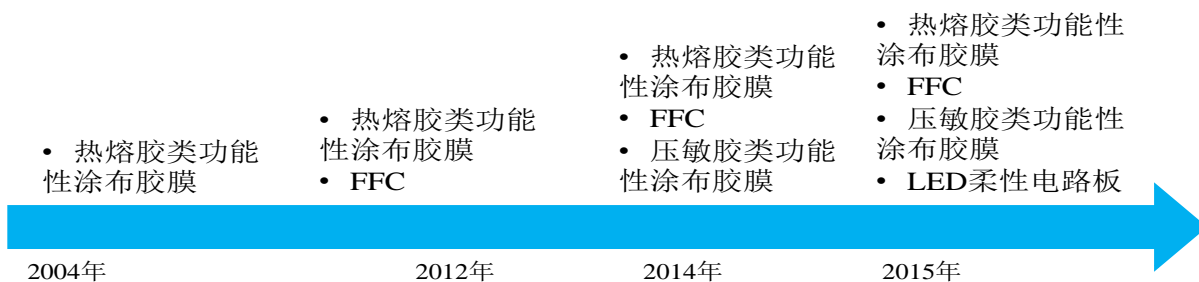 • 热熔胶类功能
性涂布胶膜
• 热熔胶类功能
性涂布胶膜
• FFC
• 热熔胶类功能
性涂布胶膜
• FFC
• 压敏胶类功能
性涂布胶膜
• 热熔胶类功能性
涂布胶膜
• FFC
• 压敏胶类功能性
涂布胶膜
• LED柔性电路板
2004年
2012年
2014年
2015年